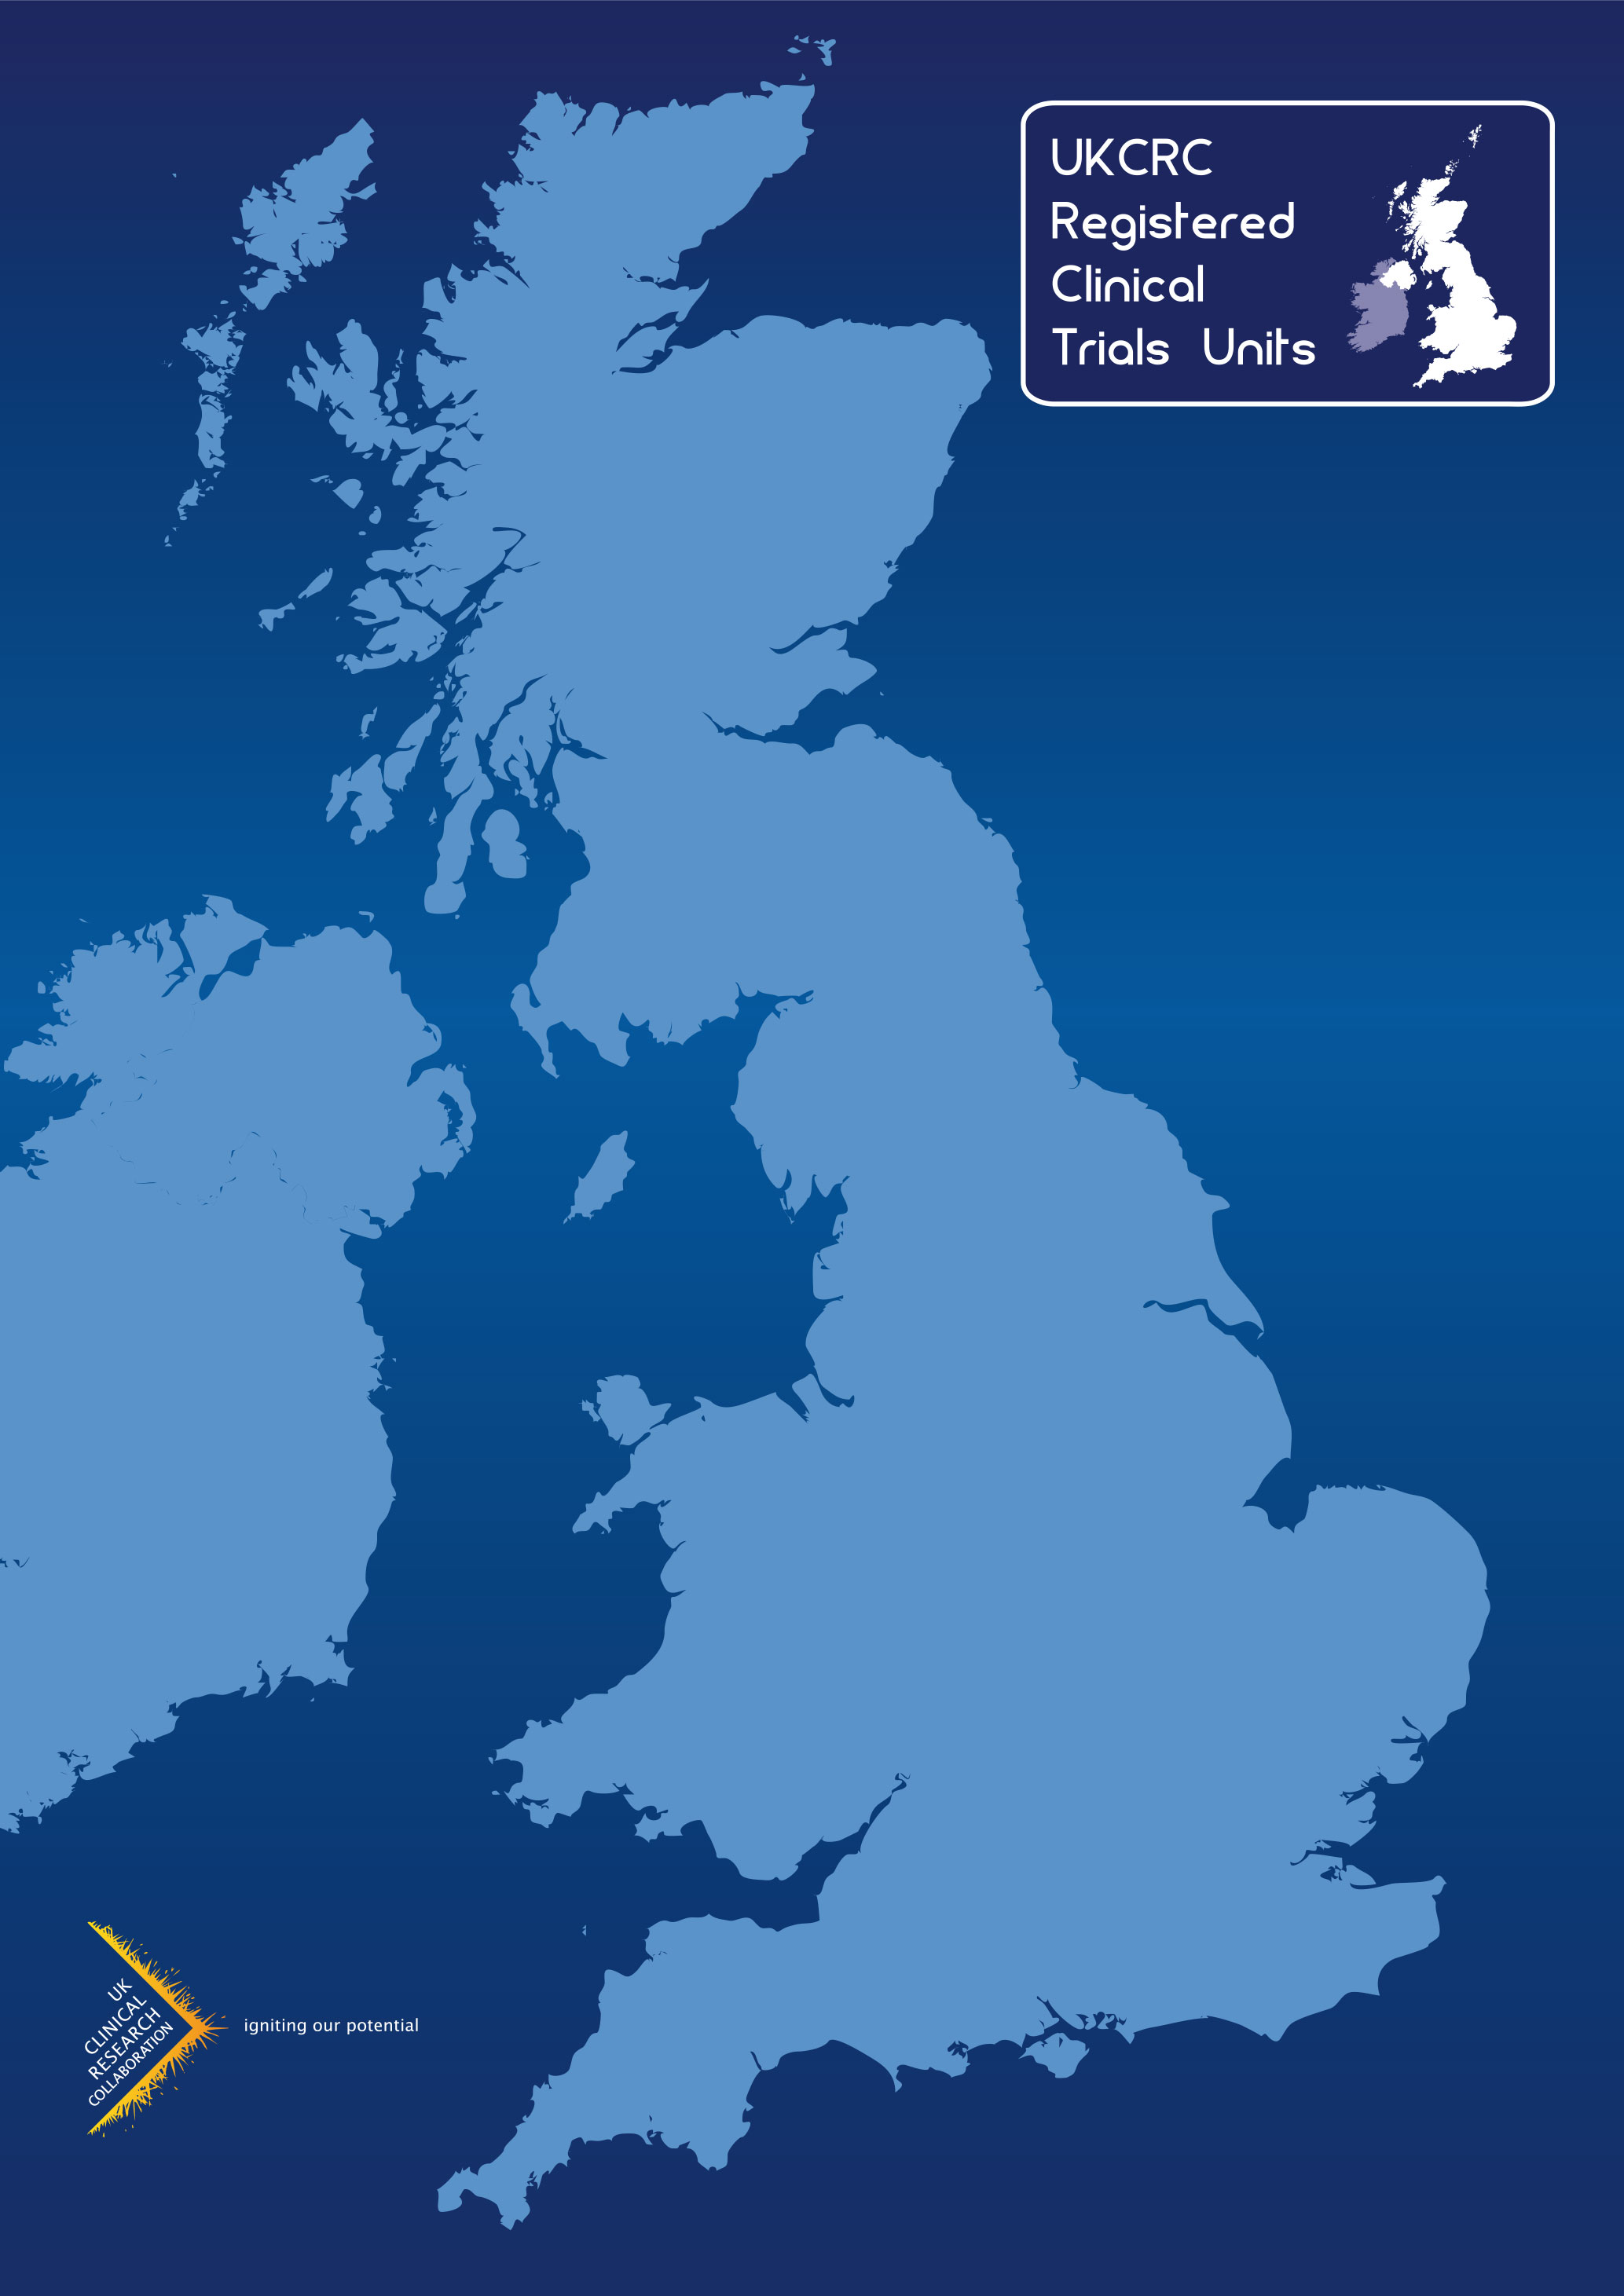 UKCRC
Registered
Clinical
Trials Units
UK
CLINICAL
RESEARCH
COLLABORATION
igniting our potential